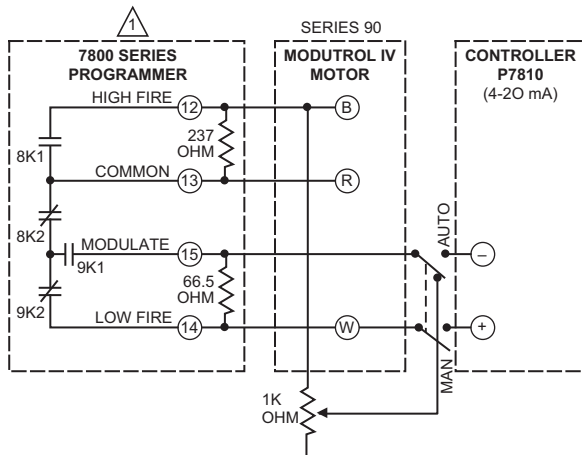 1
SERIES 90
7800 SERIES
PROGRAMMER
MODUTROL IV
MOTOR
CONTROLLER
P7810
(4-2O mA)
HIGH FIRE
12
B
237
OHM
8K1
COMMON
13
R
8K2
AUTO
MODULATE
15
–
9K1
66.5
OHM
9K2
LOW FIRE
14
W
+
MAN
1K
OHM